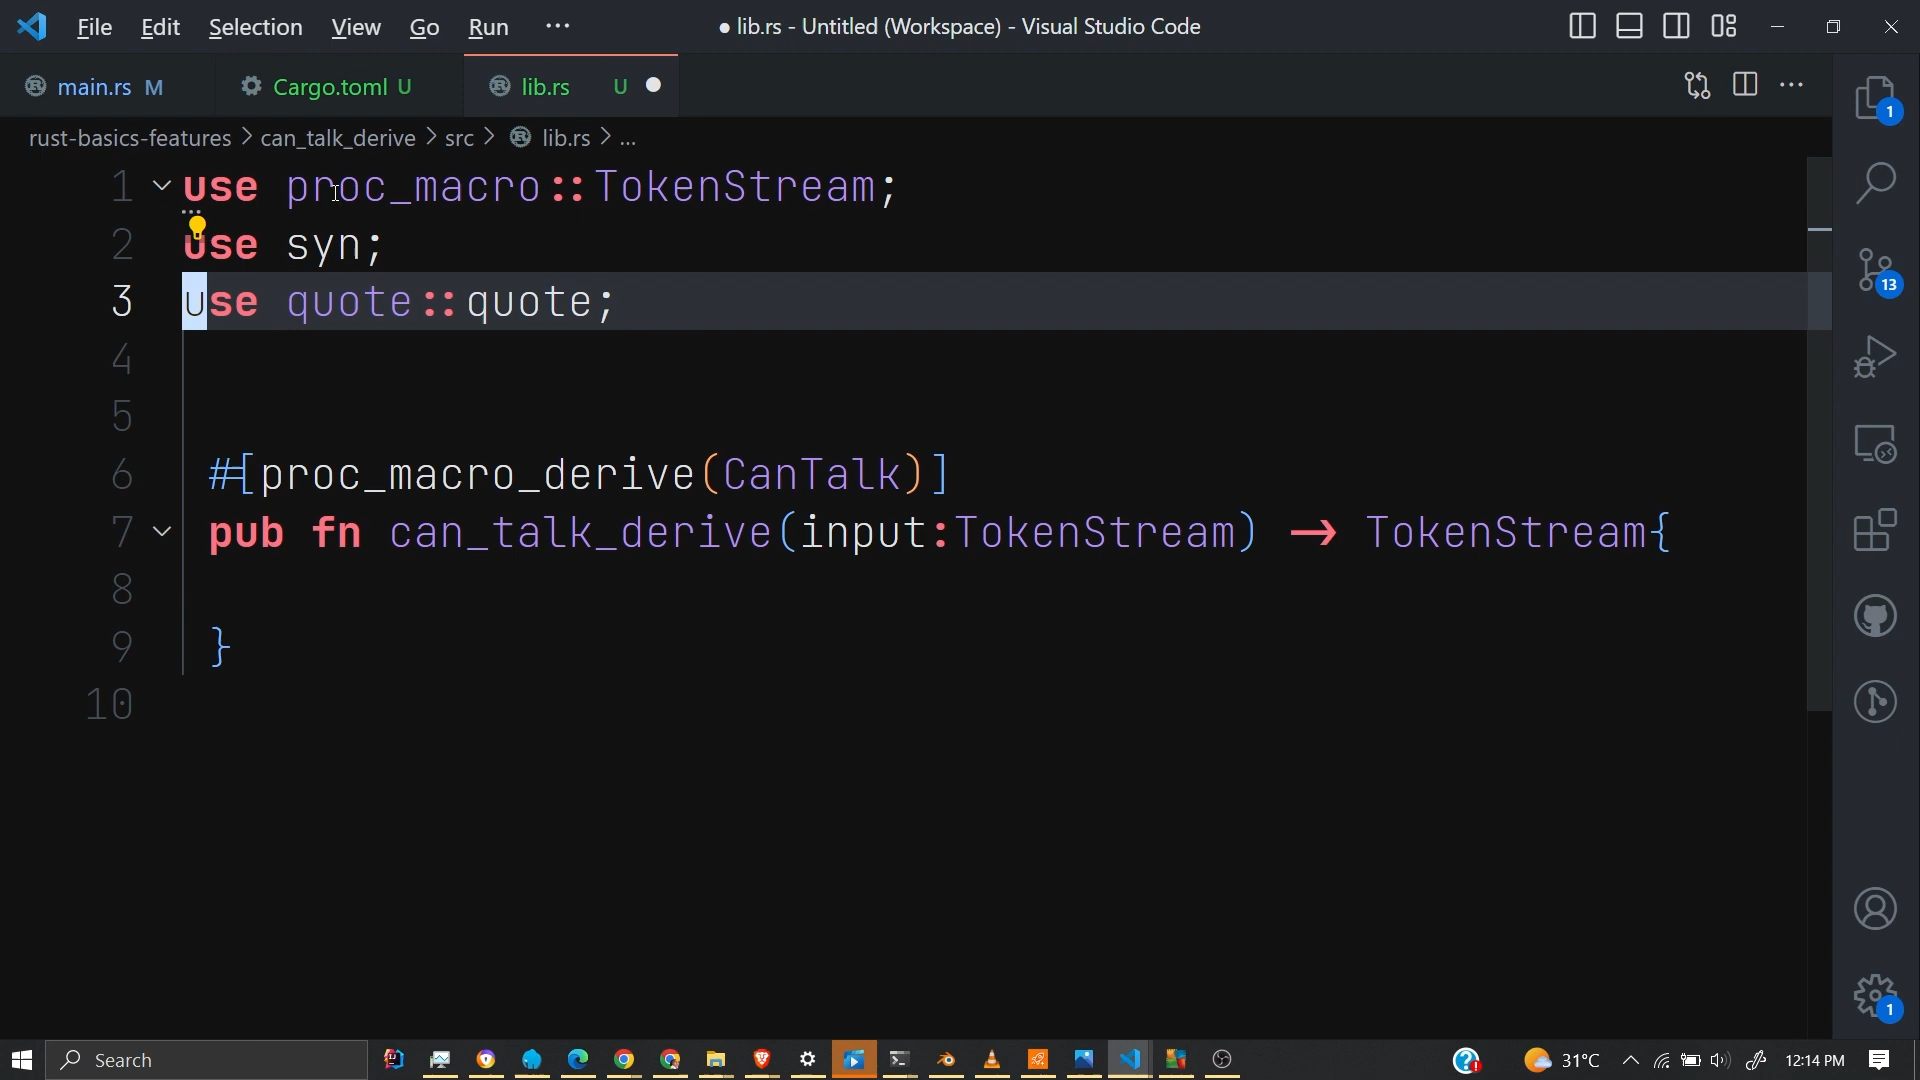 File Edit Selection View Go Run ··· ● lib.rs - Untitled (Workspace) - Visual Studio Code
main.rs M Cargo.toml U lib.rs U ●
rust-basics-features > can_talk_derive > src > lib.rs > ...
1 use proc_macro::TokenStream;
2 use syn;
3 use quote::quote;
4
5
6 #[proc_macro_derive(CanTalk)]
7 pub fn can_talk_derive(input:TokenStream) -> TokenStream{
8
9 }
10
1
13
1
Search 31°C 12:14 PM